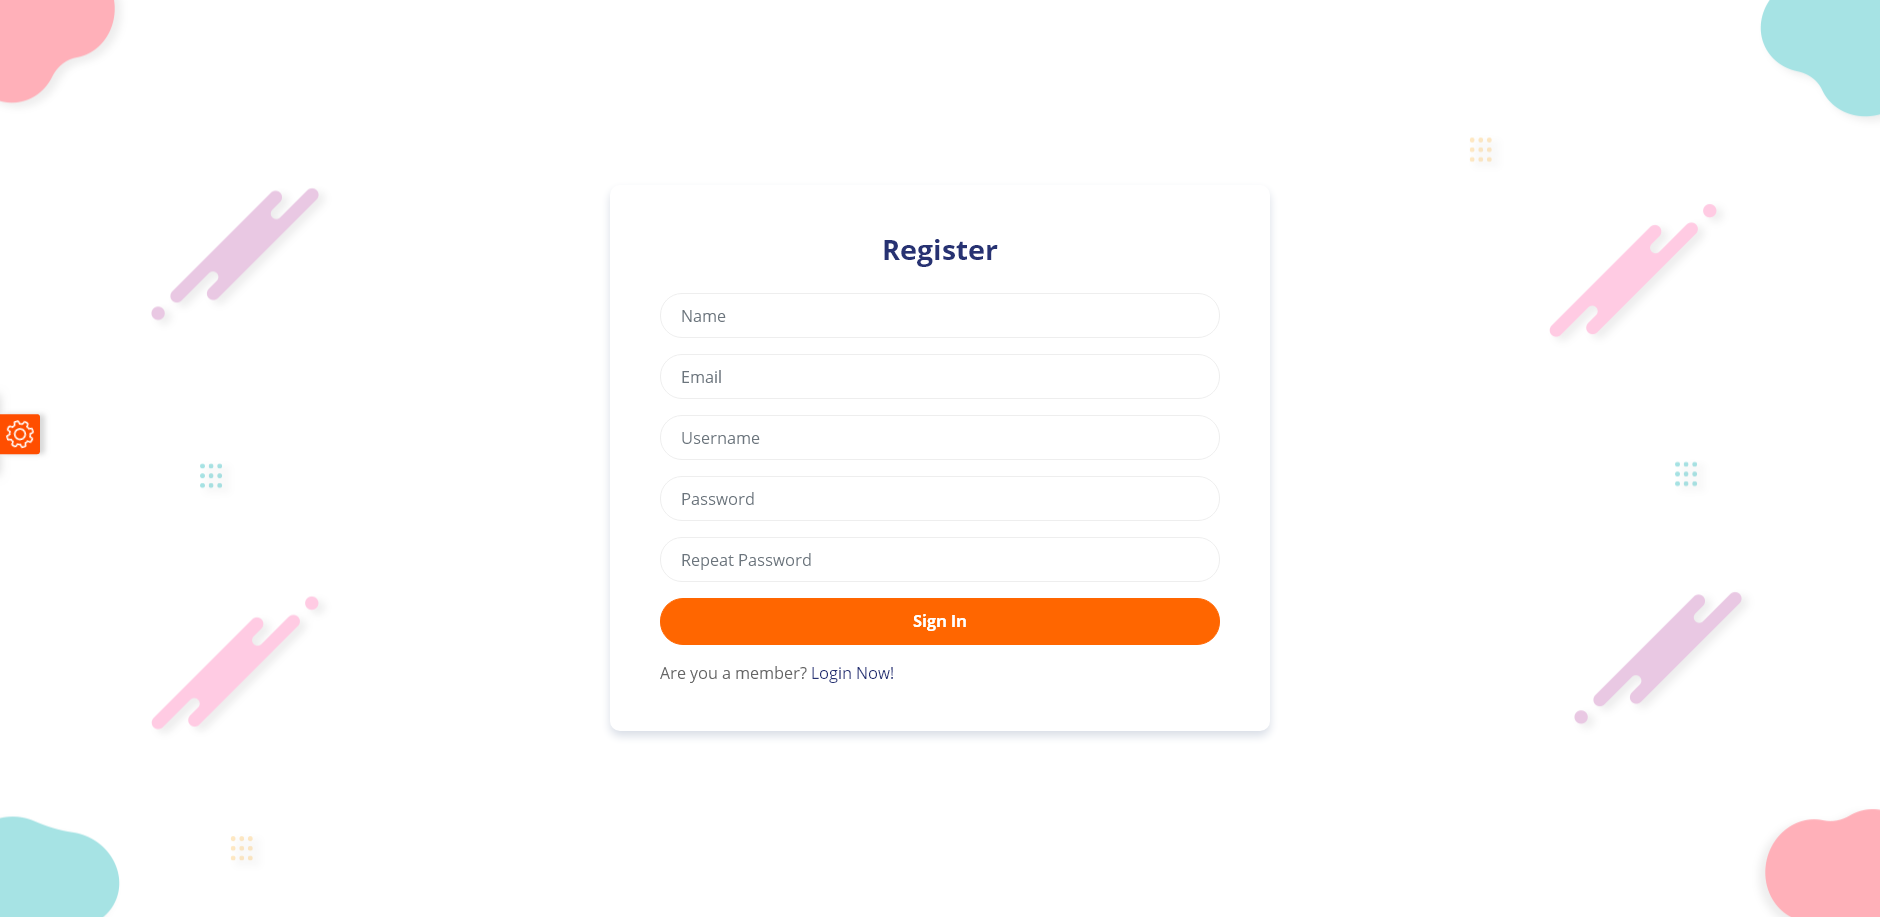 Register
Name
Email
Username
Password
Repeat Password
Sign In
Are you a member? Login Now!